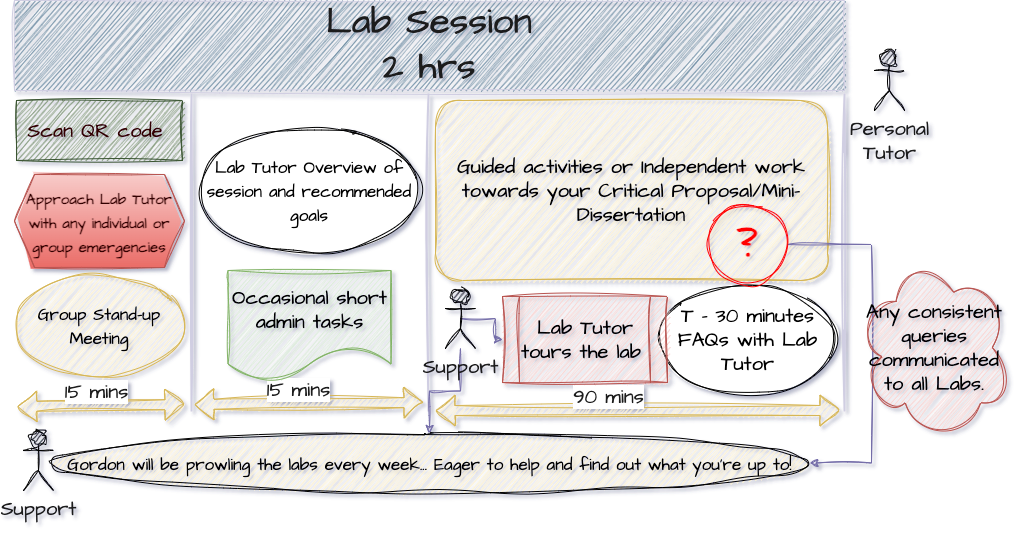 Lab Session
2 hrs
Personal
Tutor
Scan QR code
Approach Lab Tutor
with any individual or
group emergencies
Group Stand-up
Meeting
15 mins
Lab Tutor Overview of
session and recommended
goals
Occasional short
admin tasks
15 mins
Guided activities or Independent work
towards your Critical Proposal/Mini-
Dissertation
?
Support
Lab Tutor
tours the lab
T - 30 minutes
FAQs with Lab
Tutor
90 mins
Any consistent
queries
communicated
to all Labs.
Gordon will be prowling the labs every week... Eager to help and find out what you're up to!
Support